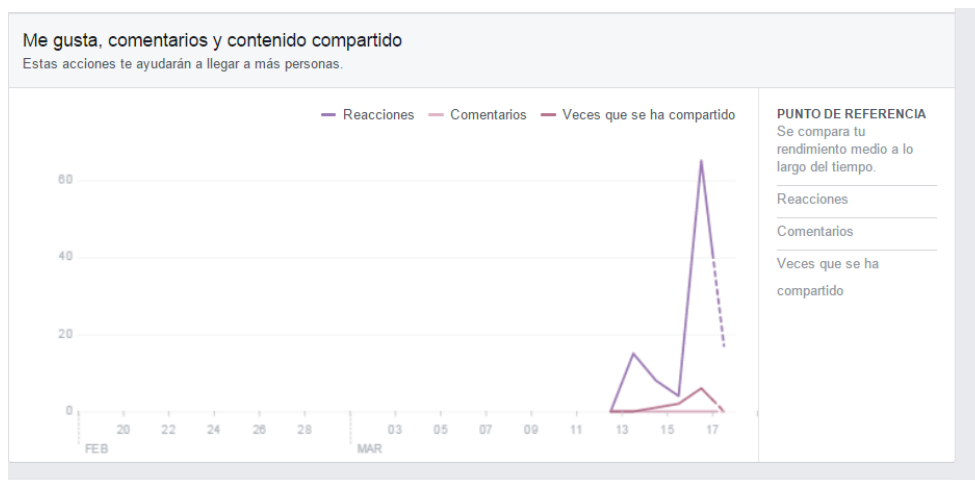 Me gusta, comentarios y contenido compartido
Estas acciones te ayudarán a llegar a más personas.
Reacciones Comentarios Veces que se ha compartido
60
40
20
0
20 22 24 26 28 03 05 07 09 11 13 15 17
FEB MAR
PUNTO DE REFERENCIA
Se compara tu
rendimiento medio a lo
largo del tiempo.
Reacciones
Comentarios
Veces que se ha
compartido